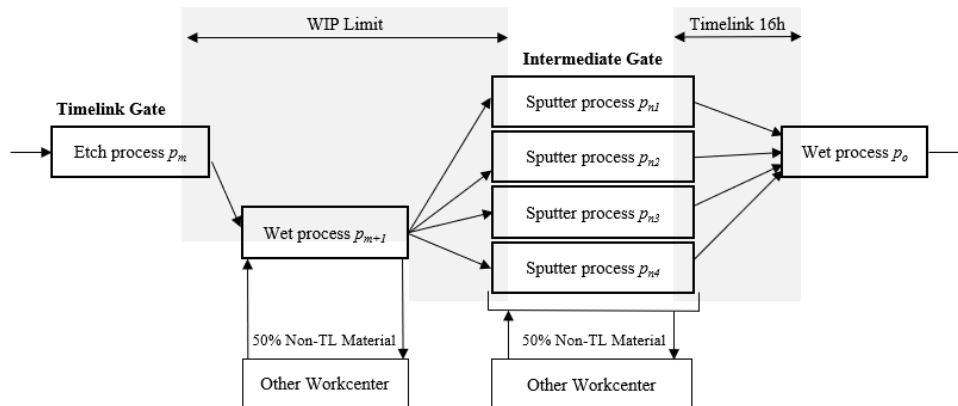 WIP Limit
Timelink 16h
Intermediate Gate
Timelink Gate
Sputter process pn1
Etch process pm
Sputter process pn2
Wet process po
Sputter process pn3
Wet process pm+1
Sputter process pn4
50% Non-TL Material
50% Non-TL Material
Other Workcenter
Other Workcenter